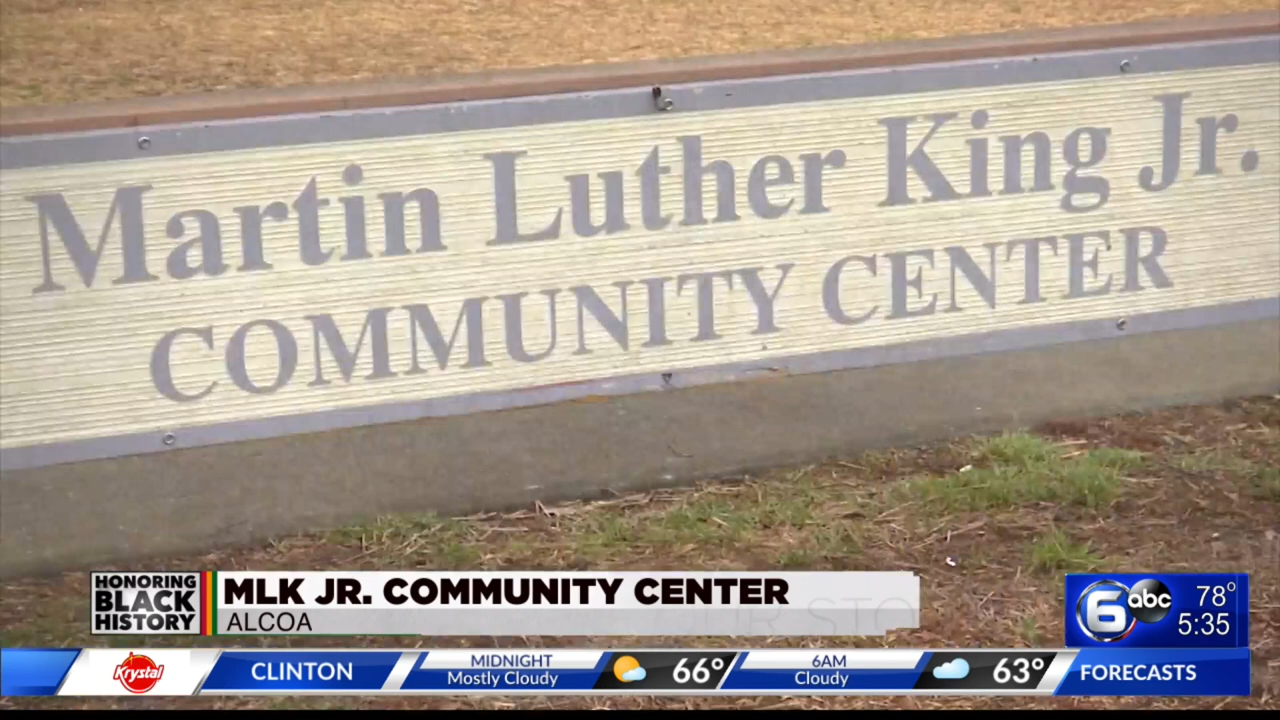 Martin Luther King Jr.
COMMUNITY CENTER
HONORING
BLACK
HISTORY
MLK JR. COMMUNITY CENTER
ALCOA
6 abc
78°
5:35
Krystal
CLINTON
MIDNIGHT
Mostly Cloudy
66°
6AM
Cloudy
63°
FORECASTS